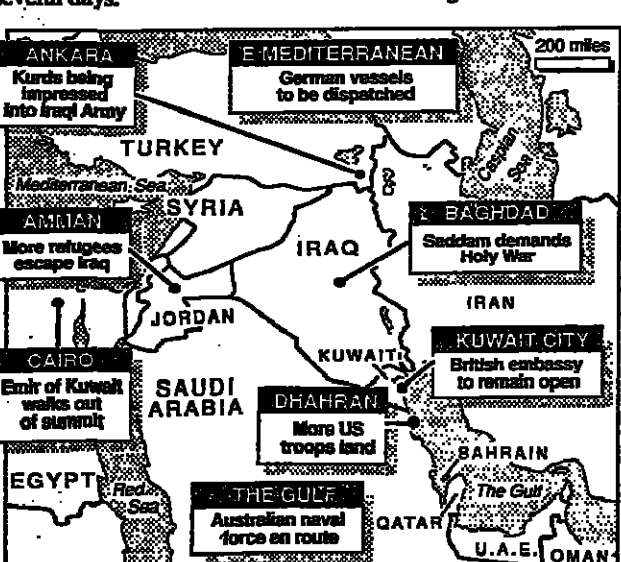 several days.
ANKARA
Kurds being
impressed
into Iraqi Army
E MEDITERRANEAN
German vessels
to be dispatched
200 miles
TURKEY
Caspian
Sea
Mediterranean Sea
SYRIA
AMMAN
More refugees
escape Iraq
IRAQ
BAGHDAD
Saddam demands
Holy War
IRAN
JORDAN
KUWAIT
KUWAIT CITY
British embassy
to remain open
CAIRO
Emir of Kuwait
walks out
of summit
SAUDI
ARABIA
DHAHRAN
More US
troops land
BAHRAIN
EGYPT
Red
Sea
THE GULF
Australian naval
force en route
The Gulf
QATAR
U.A.E.
OMAN